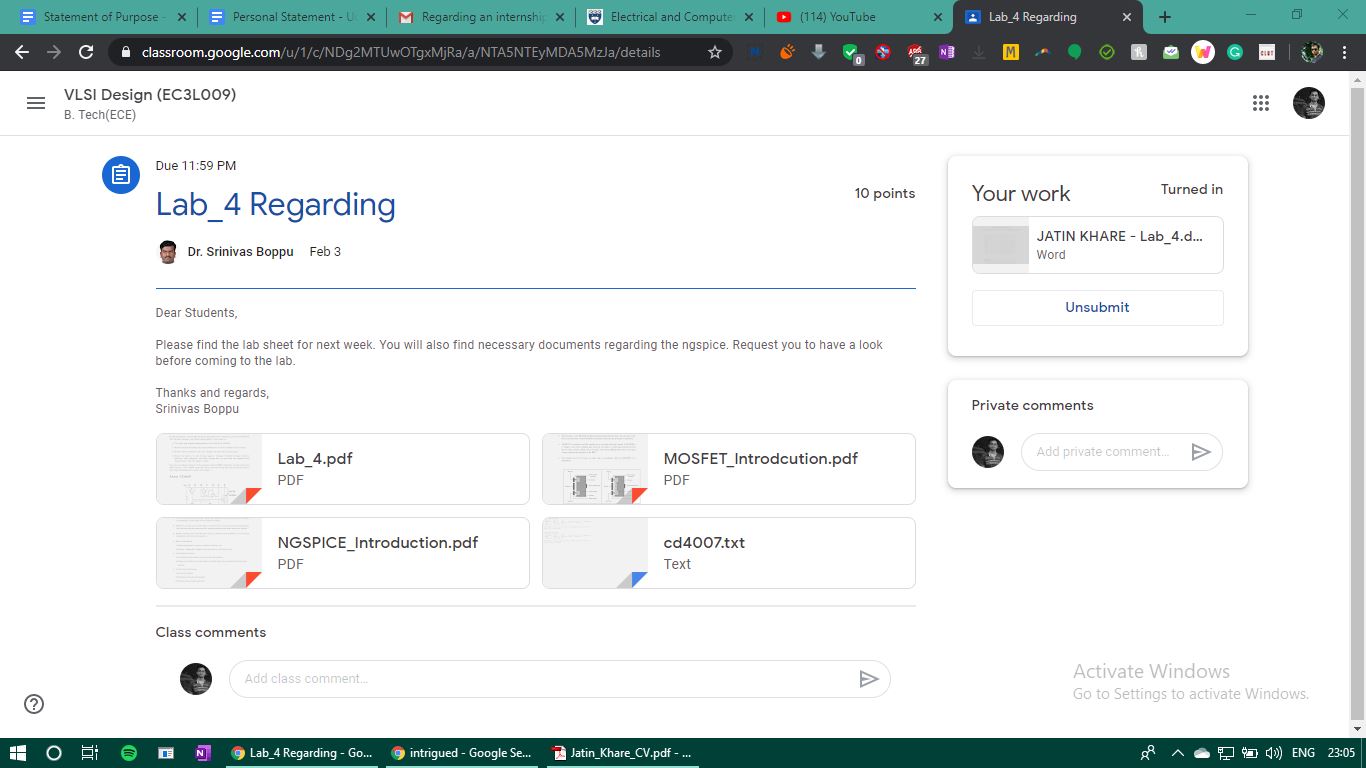 Statement of Purpose -
Personal Statement - U
Regarding an internship
Electrical and Computer
(114) YouTube
Lab_4 Regarding
classroom.google.com/u/1/c/NDg2MTUwOTgxMjRa/a/NTA5NTEyMDA5MzJa/details
0
27
VLSI Design (EC3L009)
B. Tech(ECE)
Due 11:59 PM
Lab_4 Regarding
10 points
Dr. Srinivas Boppu Feb 3
Dear Students,
Please find the lab sheet for next week. You will also find necessary documents regarding the ngspice. Request you to have a look
before coming to the lab.
Thanks and regards,
Srinivas Boppu
Lab_4.pdf
PDF
MOSFET_Introdcution.pdf
PDF
NGSPICE_Introduction.pdf
PDF
cd4007.txt
Text
Class comments
Add class comment...
Your work
Turned in
JATIN KHARE - Lab_4.d...
Word
Unsubmit
Private comments
Add private comment...
Activate Windows
Go to Settings to activate Windows.
Lab_4 Regarding - Go...
intrigued - Google Se...
Jatin_Khare_CV.pdf - ...
ENG
23:05